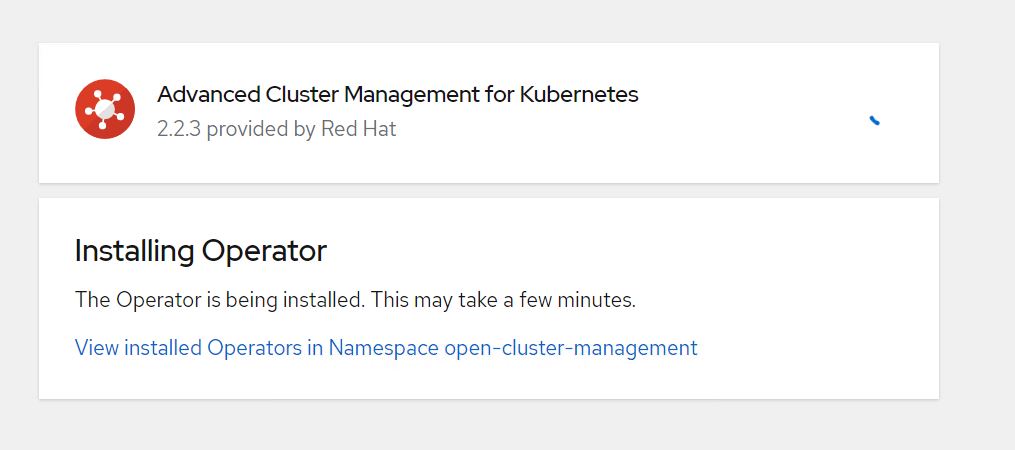 Advanced Cluster Management for Kubernetes
2.2.3 provided by Red Hat
Installing Operator
The Operator is being installed. This may take a few minutes.
View installed Operators in Namespace open-cluster-management